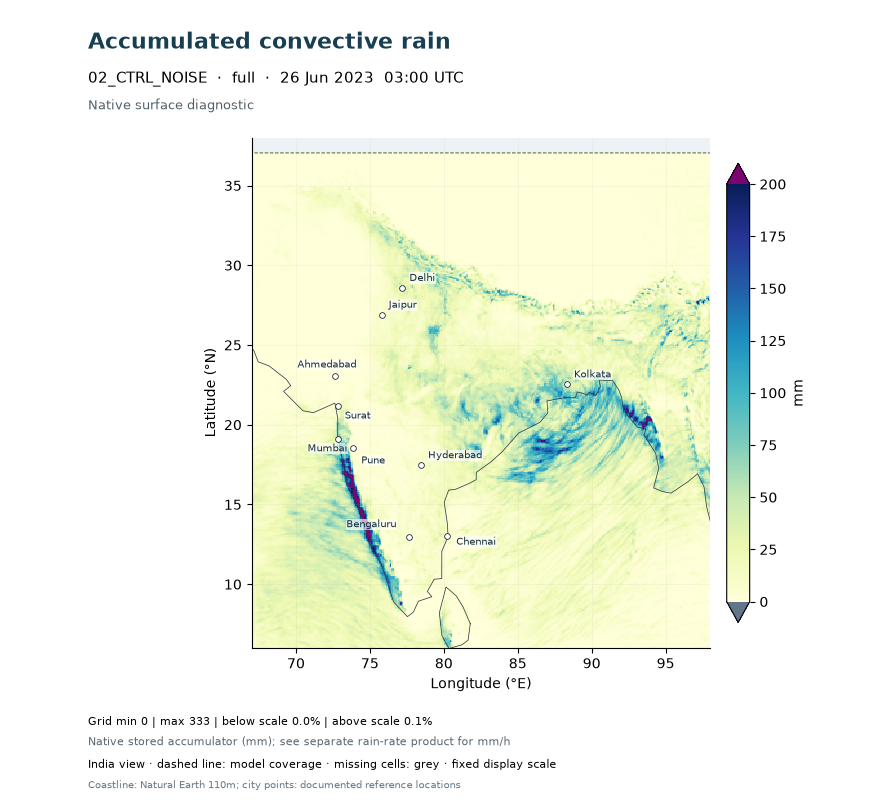 Accumulated convective rain
02_CTRL_NOISE · full · 26 Jun 2023 03:00 UTC
Native surface diagnostic
35
30
25
20
15
10
Latitude (°N)
Delhi
Jaipur
Ahmedabad
Kolkata
Surat
Mumbai
Pune
Hyderabad
Bengaluru
Chennai
70 75 80 85 90 95
Longitude (°E)
200
175
150
125
100
75
50
25
0
mm
Grid min 0 | max 333 | below scale 0.0% | above scale 0.1%
Native stored accumulator (mm); see separate rain-rate product for mm/h
India view · dashed line: model coverage · missing cells: grey · fixed display scale
Coastline: Natural Earth 110m; city points: documented reference locations